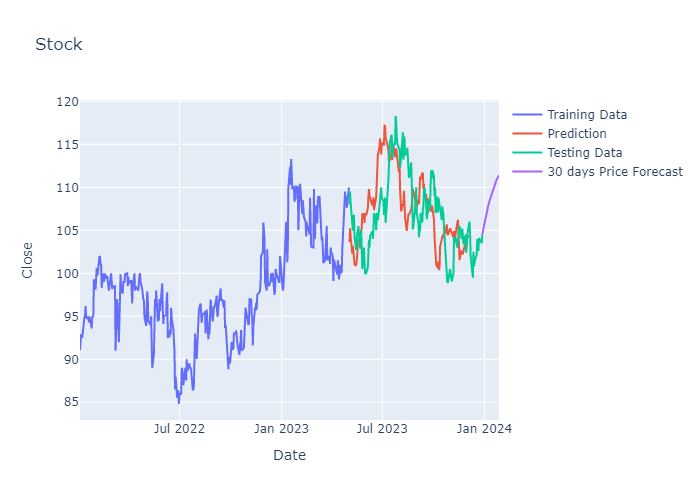 Stock
Training Data
Prediction
Testing Data
30 days Price Forecast
Close
120
115
110
105
100
95
90
85
Jul 2022
Jan 2023
Jul 2023
Jan 2024
Date